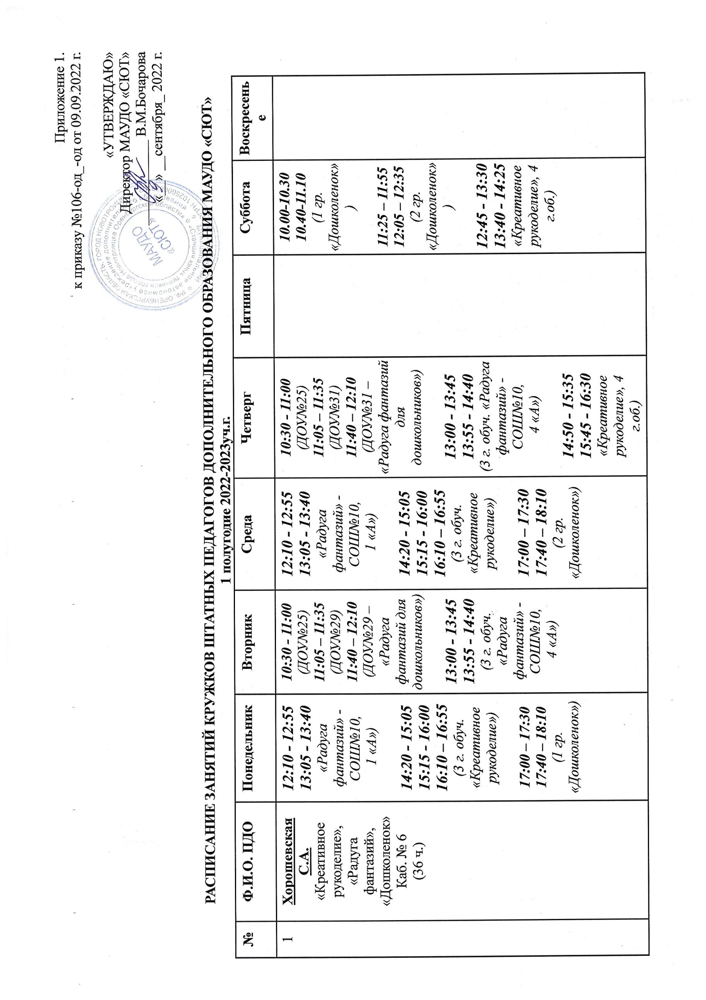 Приложение 1.
к приказу №106-од_-од от 09.09.2022 г.
«УТВЕРЖДАЮ»
Директор МАУДО «СЮТ»
В.М.Бочарова
сентября_ 2022 г.
МАУДО
«СЮТ»
РАСПИСАНИЕ ЗАНЯТИЙ КРУЖКОВ ШТАТНЫХ ПЕДАГОГОВ ДОПОЛНИТЕЛЬНОГО ОБРАЗОВАНИЯ МАУДО «СЮТ»
1 полугодие 2022-2023уч.г.
№
Ф.И.О. ПДО
Понедельник
Вторник
Среда
Четверг
Пятница
Суббота
Воскресень
е
1
Хорошевская
С.А.
«Креативное
рукоделие»,
«Радуга
фантазий»,
«Дошколенок»
Каб. № 6
(36 ч.)
12:10 - 12:55
13:05 - 13:40
«Радуга
фантазий» -
СОШ№10,
1 «А»)
14:20 - 15:05
15:15 - 16:00
16:10 – 16:55
(3 г. обуч.
«Креативное
рукоделие»)
17:00 – 17:30
17:40 – 18:10
(1 гр.
«Дошколенок»)
10:30 - 11:00
(ДОУ№25)
11:05 – 11:35
(ДОУ№29)
11:40 – 12:10
(ДОУ№29 –
«Радуга
фантазий для
дошкольников»)
13:00 - 13:45
13:55 - 14:40
(3 г. обуч.
«Радуга
фантазий» -
СОШ№10,
4 «А»)
12:10 - 12:55
13:05 - 13:40
«Радуга
фантазий» -
СОШ№10,
1 «А»)
14:20 - 15:05
15:15 - 16:00
16:10 – 16:55
(3 г. обуч.
«Креативное
рукоделие»)
17:00 – 17:30
17:40 – 18:10
(2 гр.
«Дошколенок»)
10:30 - 11:00
(ДОУ№25)
11:05 – 11:35
(ДОУ№31)
11:40 – 12:10
(ДОУ№31 –
«Радуга фантазий
для
дошкольников»)
13:00 - 13:45
13:55 - 14:40
(3 г. обуч. «Радуга
фантазий» -
СОШ№10,
4 «А»)
14:50 - 15:35
15:45 - 16:30
«Креативное
рукоделие», 4
г.об.)
10.00-10.30
10.40-11.10
(1 гр.
«Дошколенок»
)
11:25 – 11:55
12:05 – 12:35
(2 гр.
«Дошколенок»
)
12:45 - 13:30
13:40 - 14:25
«Креативное
рукоделие», 4
г.об.)